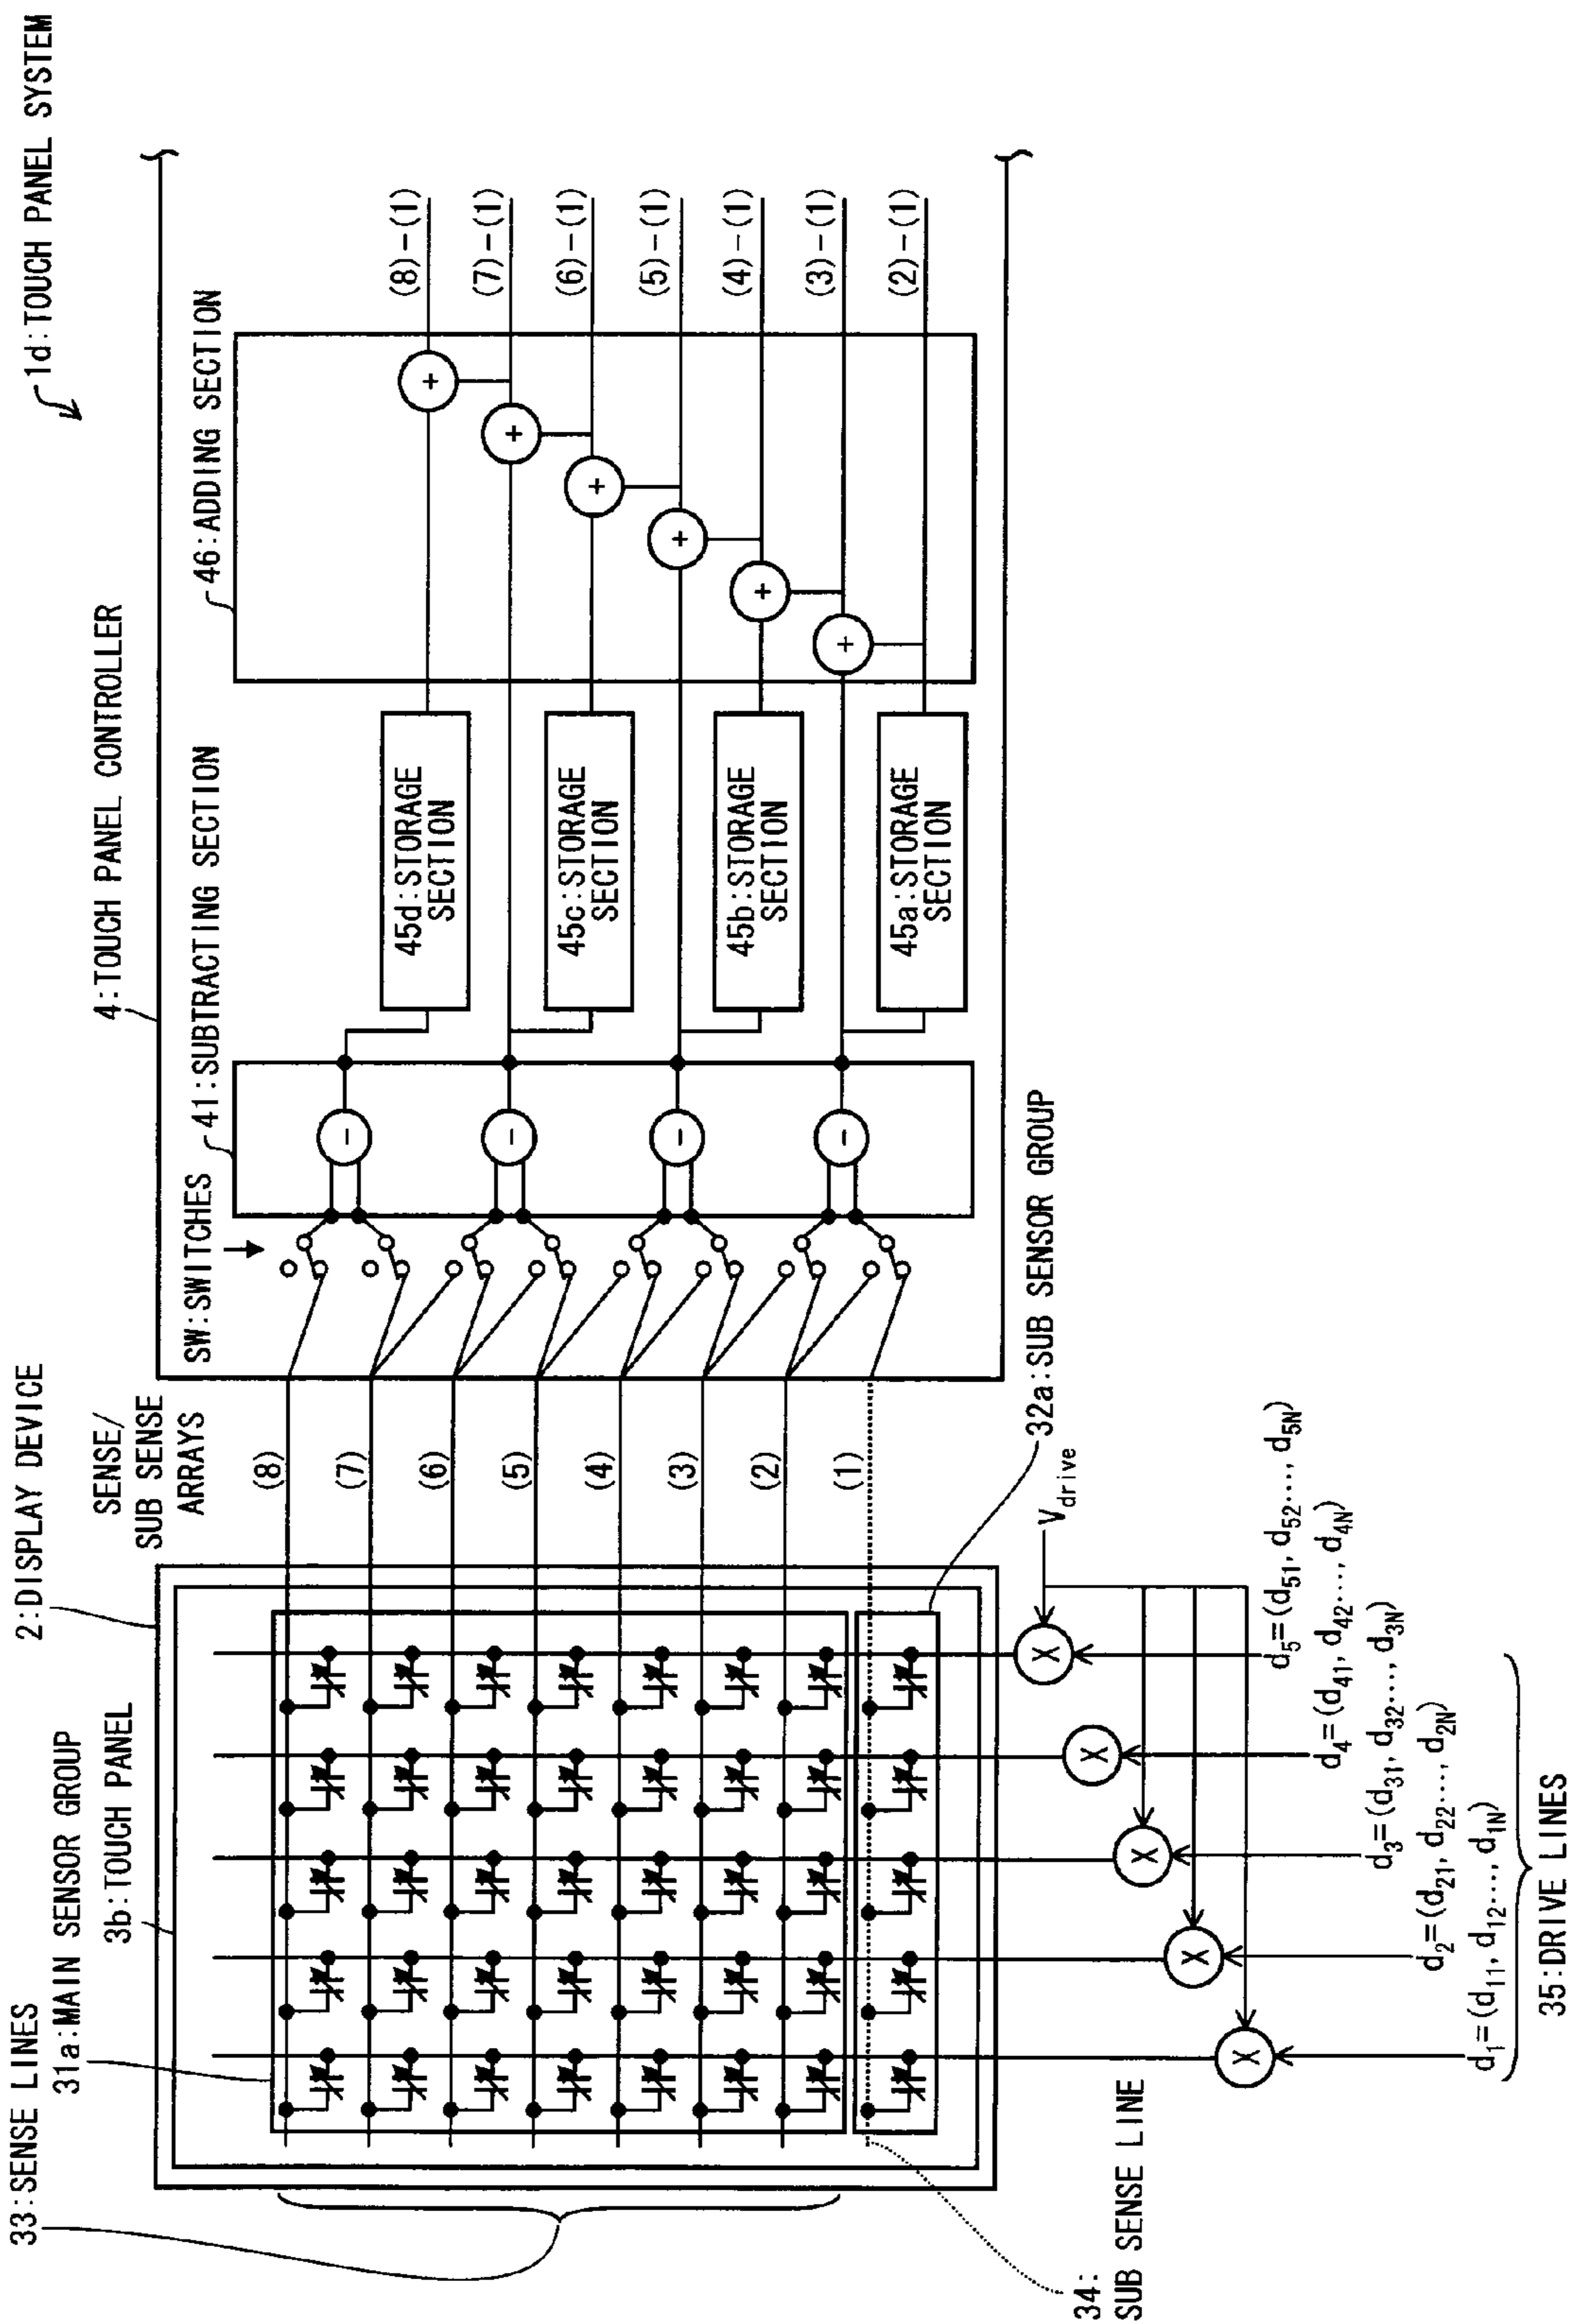 1d:TOUCH PANEL SYSTEM
4:TOUCH PANEL CONTROLLER
46:ADDING SECTION
41:SUBTRACTING SECTION
SW:SWITCHES
2:DISPLAY DEVICE
SENSE/
SUB SENSE
ARRAYS
33:SENSE LINES
31a:MAIN SENSOR GROUP
3b:TOUCH PANEL
(8)
(7)
(6)
(5)
(4)
(3)
(2)
(1)
45d:STORAGE
SECTION
45c:STORAGE
SECTION
45b:STORAGE
SECTION
45a:STORAGE
SECTION
(8)-(1)
(7)-(1)
(6)-(1)
(5)-(1)
(4)-(1)
(3)-(1)
(2)-(1)
- - - -
+ + + + + +
32a:SUB SENSOR GROUP
Vdrive
X X X X X
d5=(d51, d52..., d5N)
d4=(d41, d42..., d4N)
d3=(d31, d32..., d3N)
d2=(d21, d22..., d2N)
d1=(d11, d12..., d1N)
35:DRIVE LINES
34:
SUB SENSE LINE